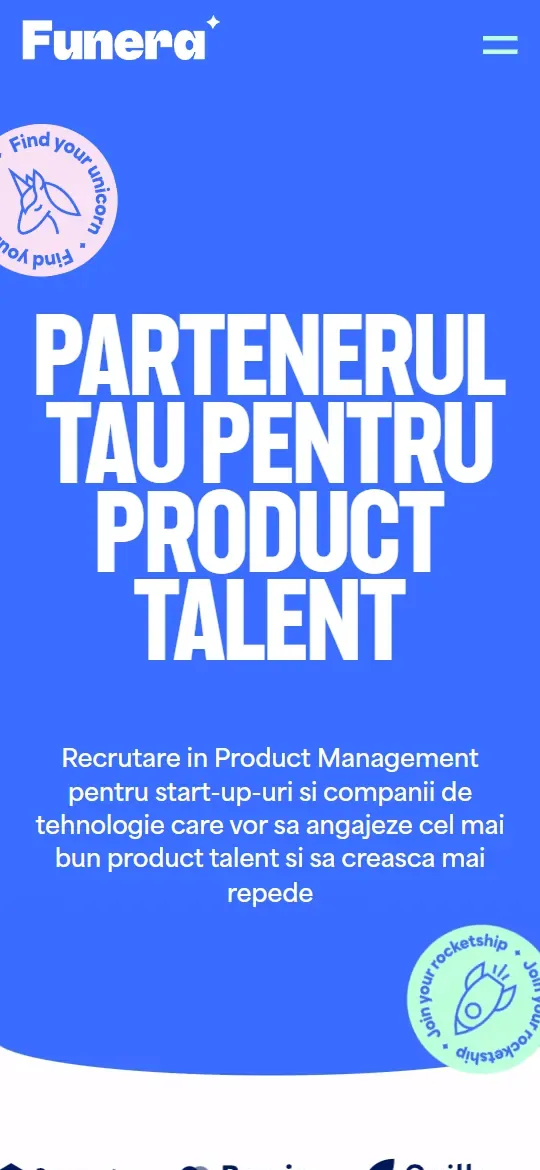 Funera
Find your unicorn
Find your
PARTENERUL
TAU PENTRU
PRODUCT
TALENT
Recrutare in Product Management
pentru start-up-uri si companii de
tehnologie care vor sa angajeze cel mai
bun product talent si sa creasca mai
repede
Join your rocketship
Join your rocketship